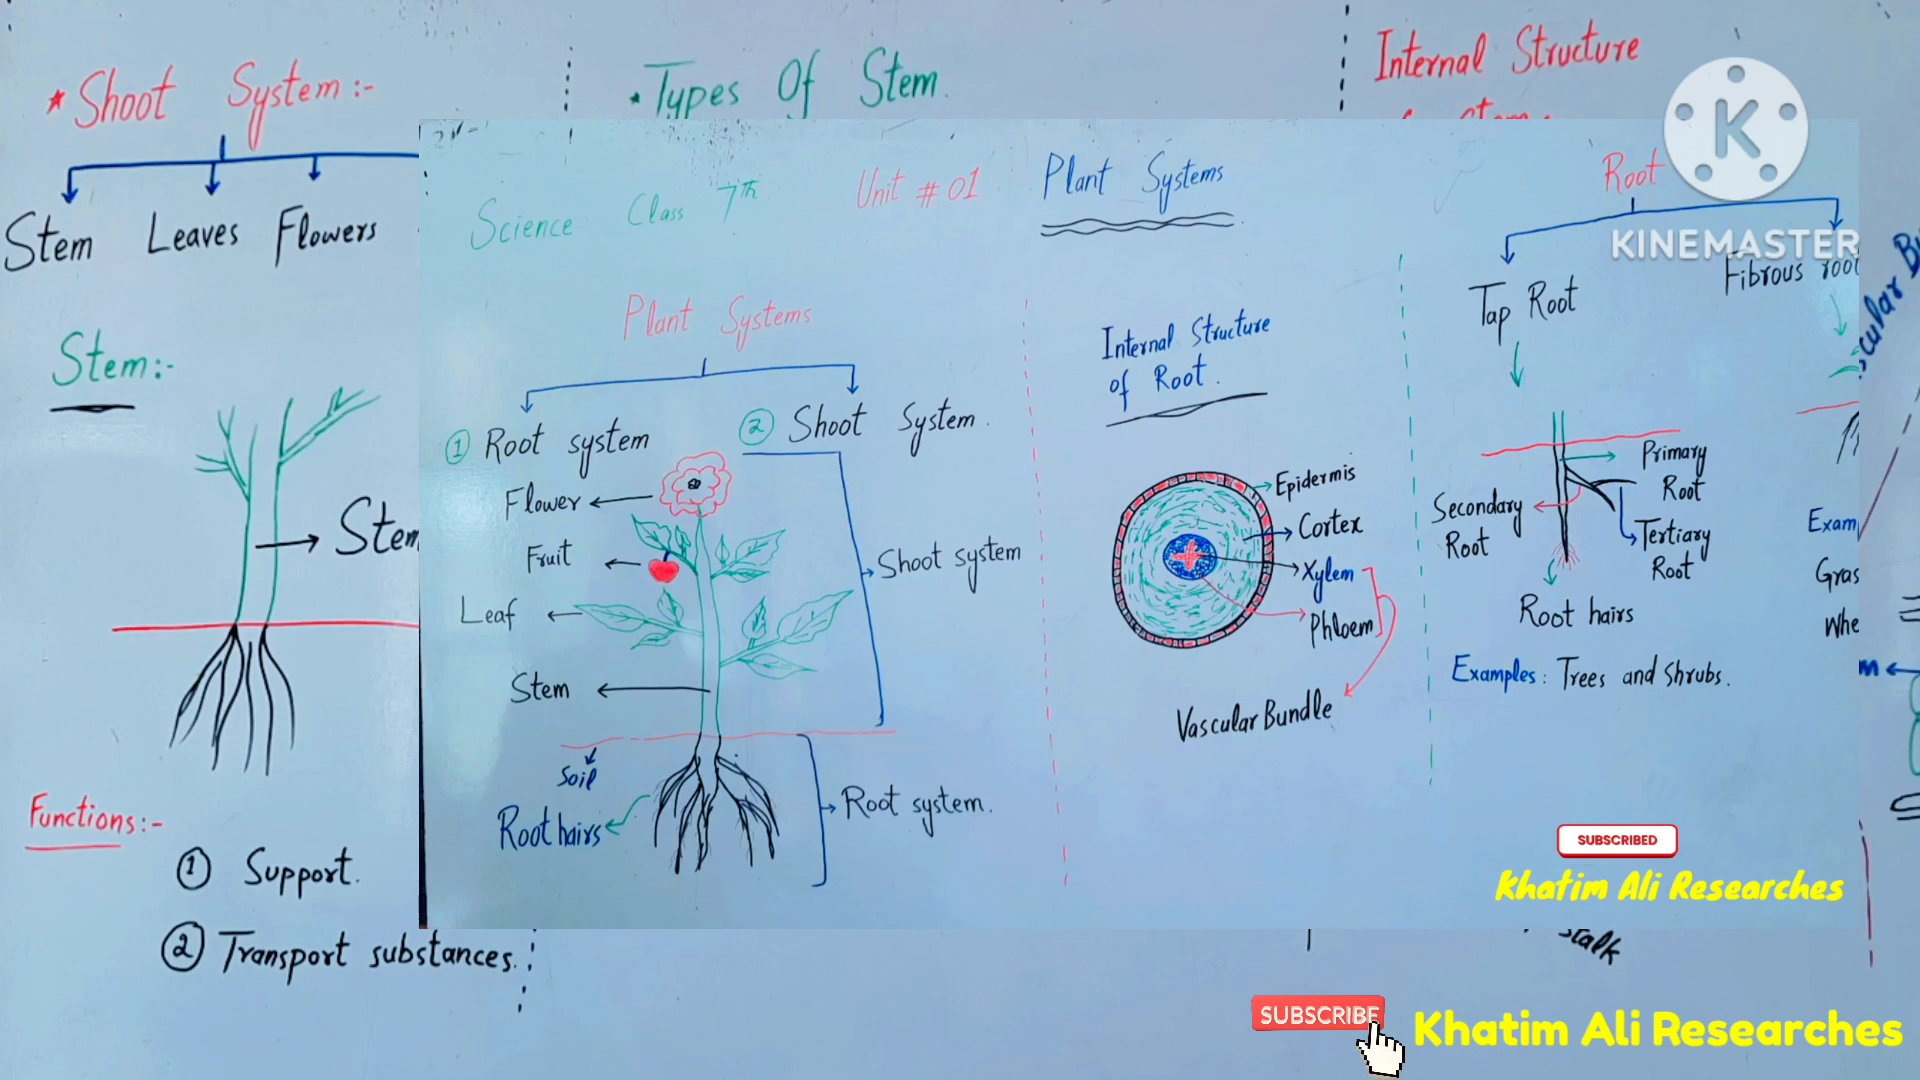 * Shoot System:-
Stem Leaves Flowers
Stem:-
Functions:-
① Support.
② Transport substances.
* Types Of Stem.
Internal Structure
Science Class 7th Unit # 01 Plant Systems
Plant Systems
① Root system
② Shoot System.
Flower
Fruit
Leaf
Stem
Soil
Root hairs
Shoot system
Root system.
Internal Structure
of Root.
Epidermis
Cortex
Xylem
Phloem
Vascular Bundle
Root
Tap Root
Primary
Root
Secondary
Root
Tertiary
Root
Root hairs
Examples: Trees and Shrubs.
Fibrous
stalk
K
KINEMASTER
SUBSCRIBED
Khatim Ali Researches
SUBSCRIBE
Khatim Ali Researches